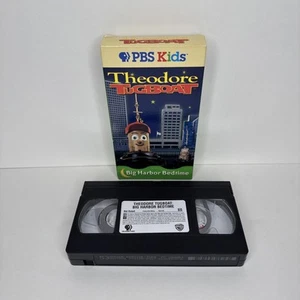 PBS Kids
Theodore
TUGBOAT
Big Harbor Bedtime
THEODORE TUGBOAT
BIG HARBOR BEDTIME